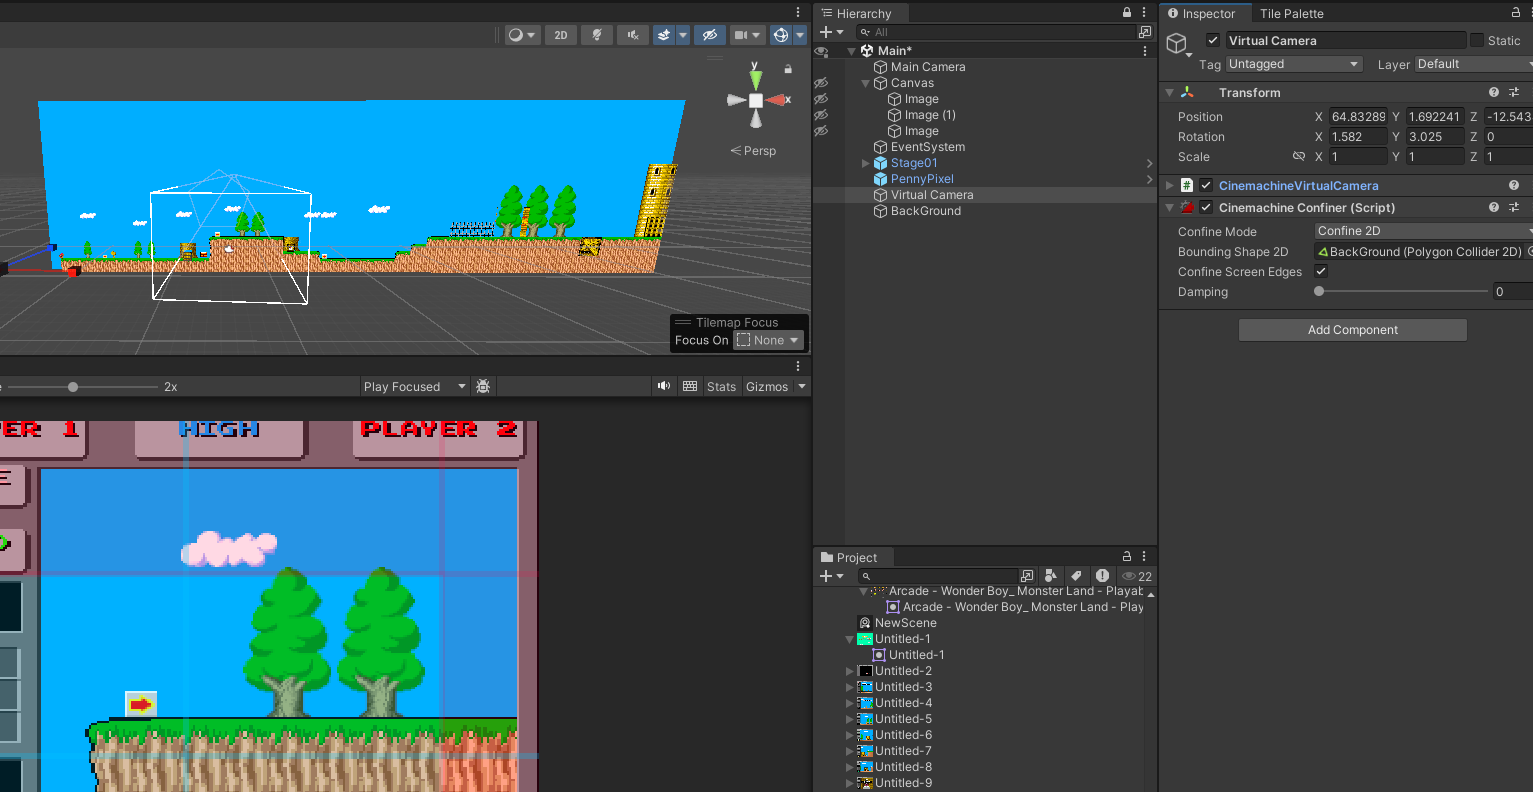 2D
y
x
Persp
Tilemap Focus
Focus On None
2x
Play Focused
Stats
Gizmos
ER 1
HIGH
PLAYER 2
Hierarchy
All
Main*
Main Camera
Canvas
Image
Image (1)
Image
EventSystem
Stage01
PennyPixel
Virtual Camera
BackGround
Project
22
Arcade - Wonder Boy_ Monster Land - Playab
Arcade - Wonder Boy_ Monster Land - Play
NewScene
Untitled-1
Untitled-1
Untitled-2
Untitled-3
Untitled-4
Untitled-5
Untitled-6
Untitled-7
Untitled-8
Untitled-9
Inspector
Tile Palette
Virtual Camera
Static
Tag Untagged
Layer Default
Transform
Position X 64.83289 Y 1.692241 Z -12.543
Rotation X 1.582 Y 3.025 Z 0
Scale X 1 Y 1 Z 1
# CinemachineVirtualCamera
Cinemachine Confiner (Script)
Confine Mode Confine 2D
Bounding Shape 2D BackGround (Polygon Collider 2D)
Confine Screen Edges
Damping 0
Add Component